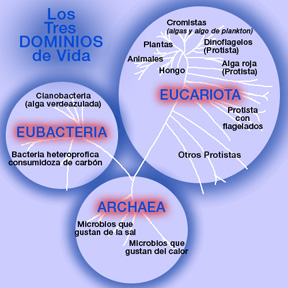 Los
Tres
DOMINIOS
de Vida
Cromistas
(algas y algo de plankton)
Plantas
Dinoflagelos
(Protista)
Animales
Alga roja
(Protista)
Hongo
EUCARIOTA
Protista
con
flagelados
Otros Protistas
Cianobacteria
(alga verdeazulada)
EUBACTERIA
Bacteria heteroprofica
consumidoza de carbón
ARCHAEA
Microbios que
gustan de la sal
Microbios que
gustan del calor